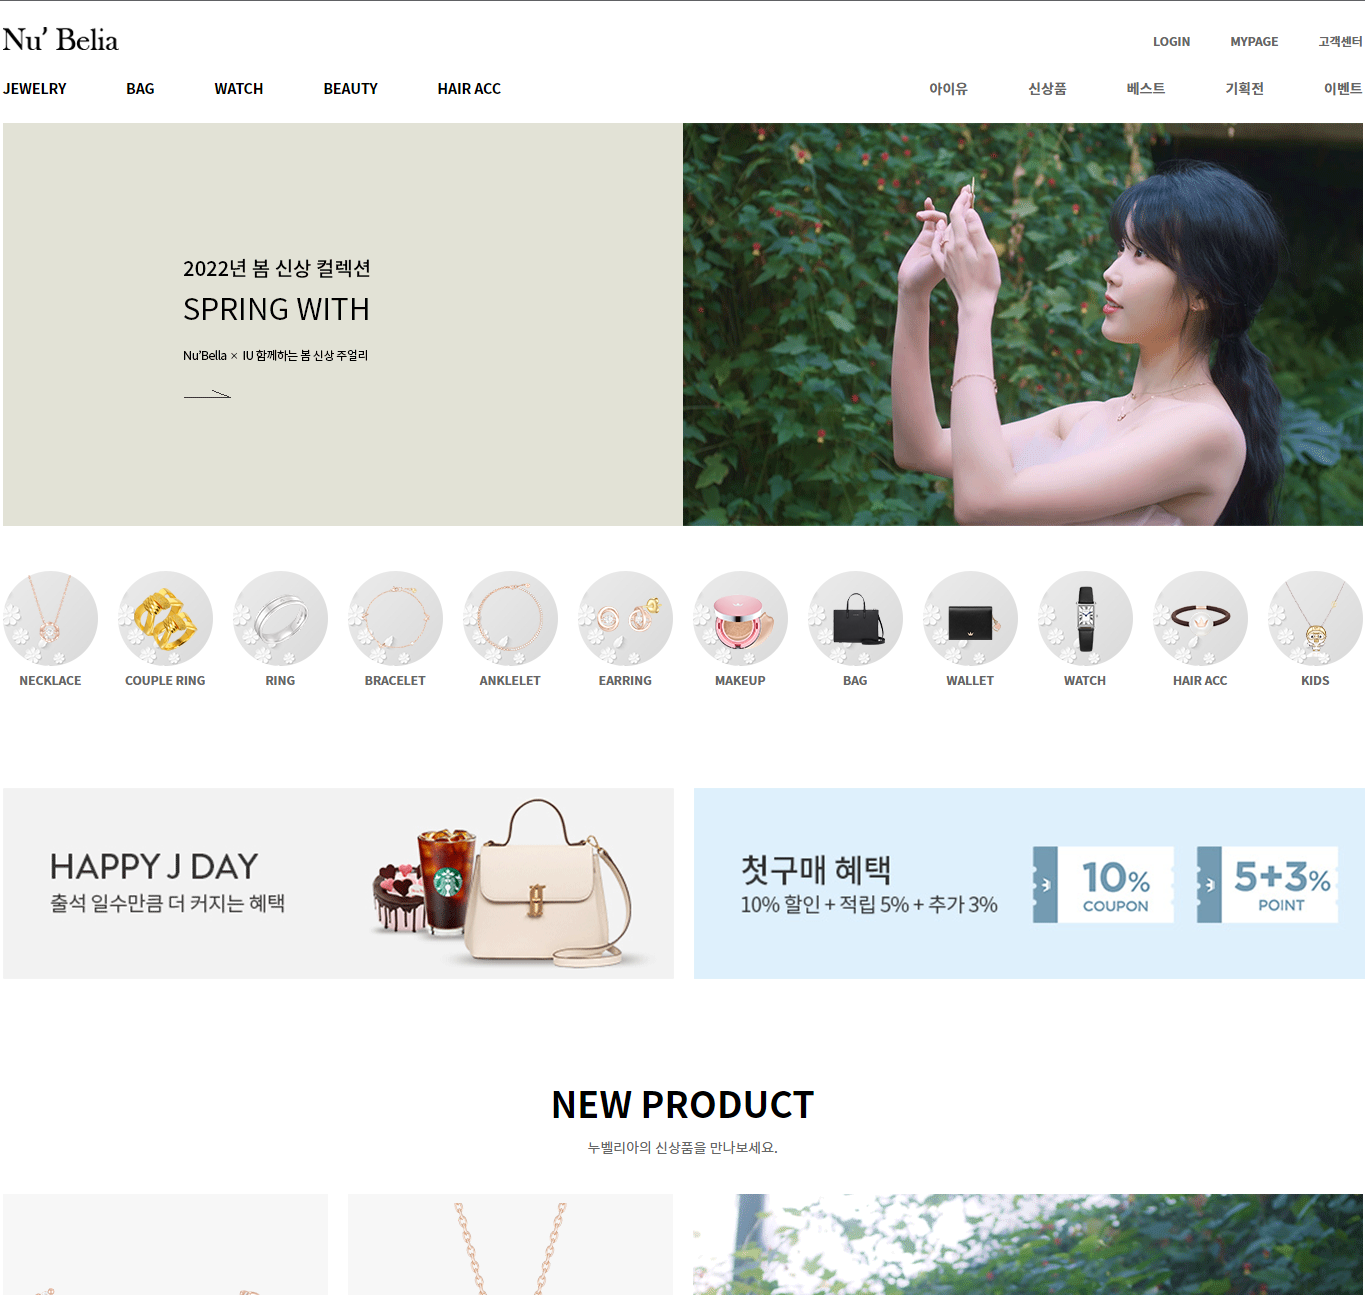 Nu' Belia
LOGIN MYPAGE 고객센터
JEWELRY BAG WATCH BEAUTY HAIR ACC 아이유 신상품 베스트 기획전 이벤트
2022년 봄 신상 컬렉션
SPRING WITH
Nu'Bella × IU 함께하는 봄 신상 주얼리
NECKLACE COUPLE RING RING BRACELET ANKLELET EARRING MAKEUP BAG WALLET WATCH HAIR ACC KIDS
HAPPY J DAY
출석 일수만큼 더 커지는 혜택
첫구매 혜택
10% 할인 + 적립 5% + 추가 3%
10%
COUPON
5+3%
POINT
NEW PRODUCT
누벨리아의 신상품을 만나보세요.